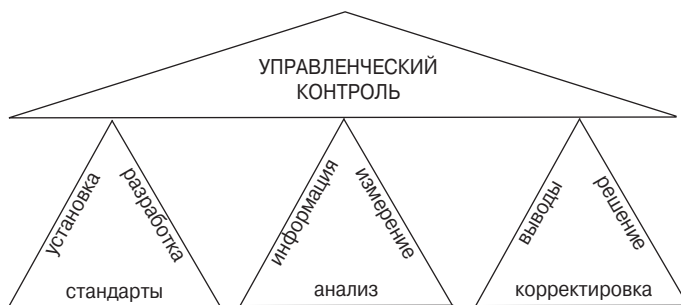 УПРАВЛЕНЧЕСКИЙ
КОНТРОЛЬ
установка
разработка
стандарты
информация
измерение
анализ
выводы
решение
корректировка